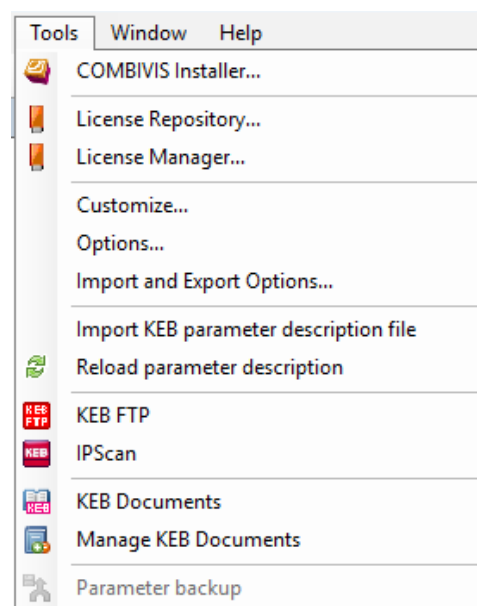 Tools Window Help
COMBIVIS Installer...
License Repository...
License Manager...
Customize...
Options...
Import and Export Options...
Import KEB parameter description file
Reload parameter description
KEB FTP KEB FTP
KEB IPScan
KEB KEB Documents
Manage KEB Documents
Parameter backup